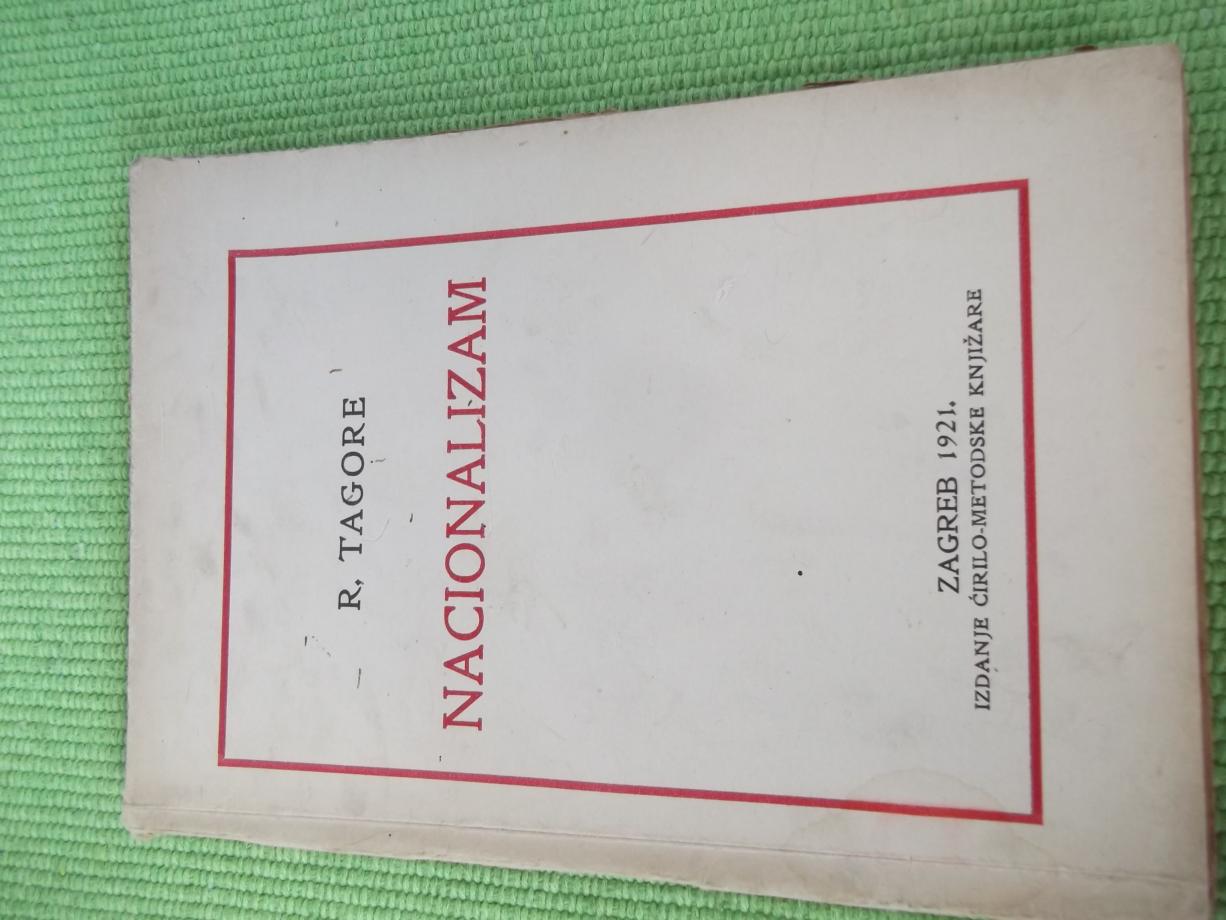 R. TAGORE
NACIONALIZAM
ZAGREB 1921.
IZDANJE ĆIRILO-METODSKE KNJIŽARE